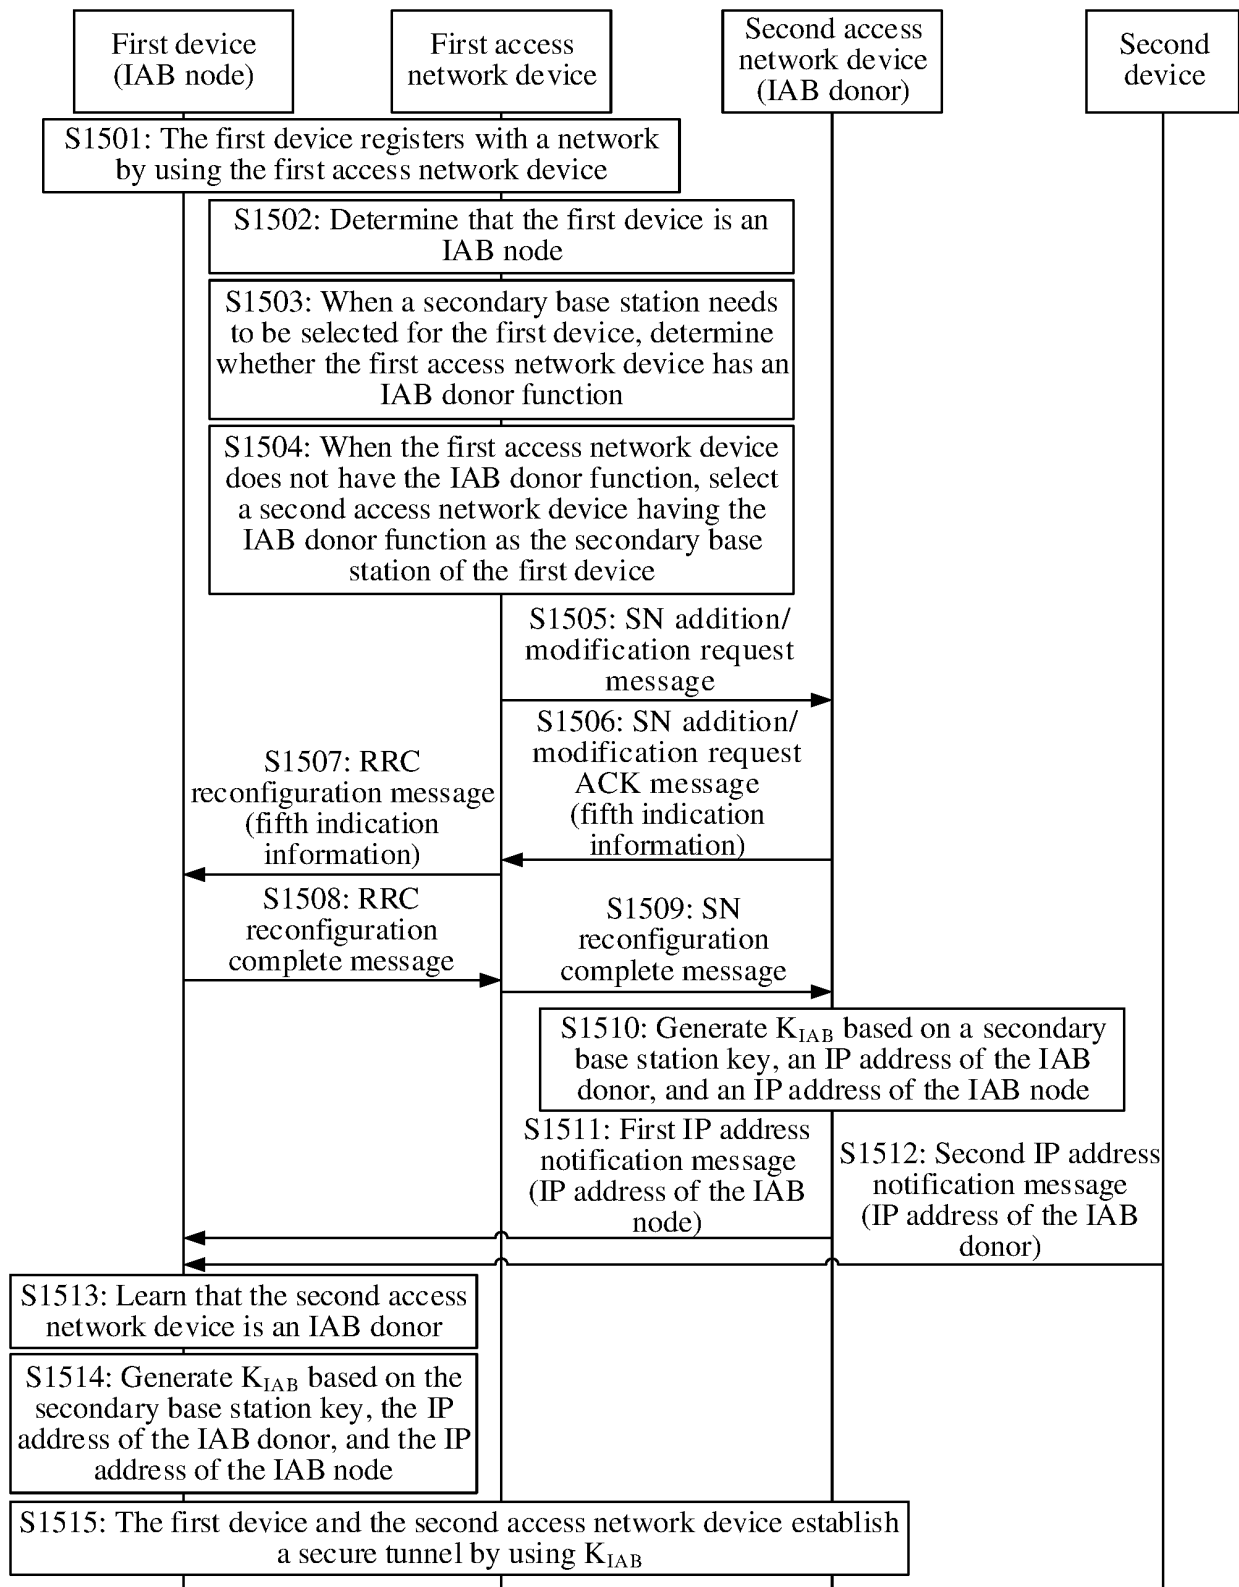 First device
(IAB node)
First access
network device
Second access
network device
(IAB donor)
Second
device
S1501: The first device registers with a network
by using the first access network device
S1502: Determine that the first device is an
IAB node
S1503: When a secondary base station needs
to be selected for the first device, determine
whether the first access network device has an
IAB donor function
S1504: When the first access network device
does not have the IAB donor function, select
a second access network device having the
IAB donor function as the secondary base
station of the first device
S1505: SN addition/
modification request
message
S1506: SN addition/
modification request
ACK message
(fifth indication
information)
S1507: RRC
reconfiguration message
(fifth indication
information)
S1508: RRC
reconfiguration
complete message
S1509: SN
reconfiguration
complete message
S1510: Generate K_IAB based on a secondary
base station key, an IP address of the IAB
donor, and an IP address of the IAB node
S1511: First IP address
notification message
(IP address of the IAB
node)
S1512: Second IP address
notification message
(IP address of the IAB
donor)
S1513: Learn that the second access
network device is an IAB donor
S1514: Generate K_IAB based on the
secondary base station key, the IP
address of the IAB donor, and the IP
address of the IAB node
S1515: The first device and the second access network device establish
a secure tunnel by using K_IAB